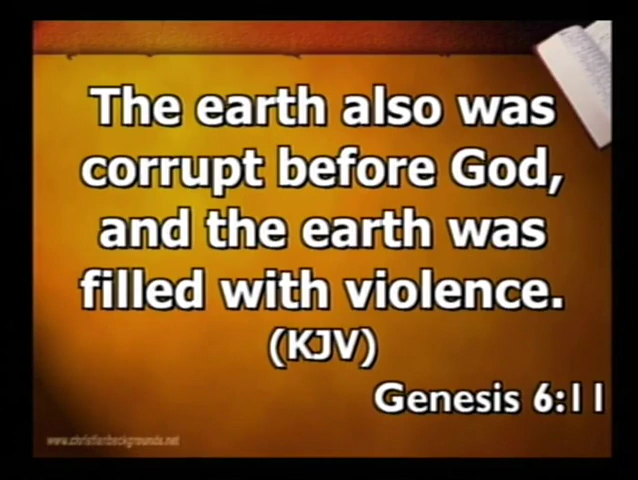 The earth also was
corrupt before God,
and the earth was
filled with violence.
(KJV)
Genesis 6:11
www.christianbackgrounds.net